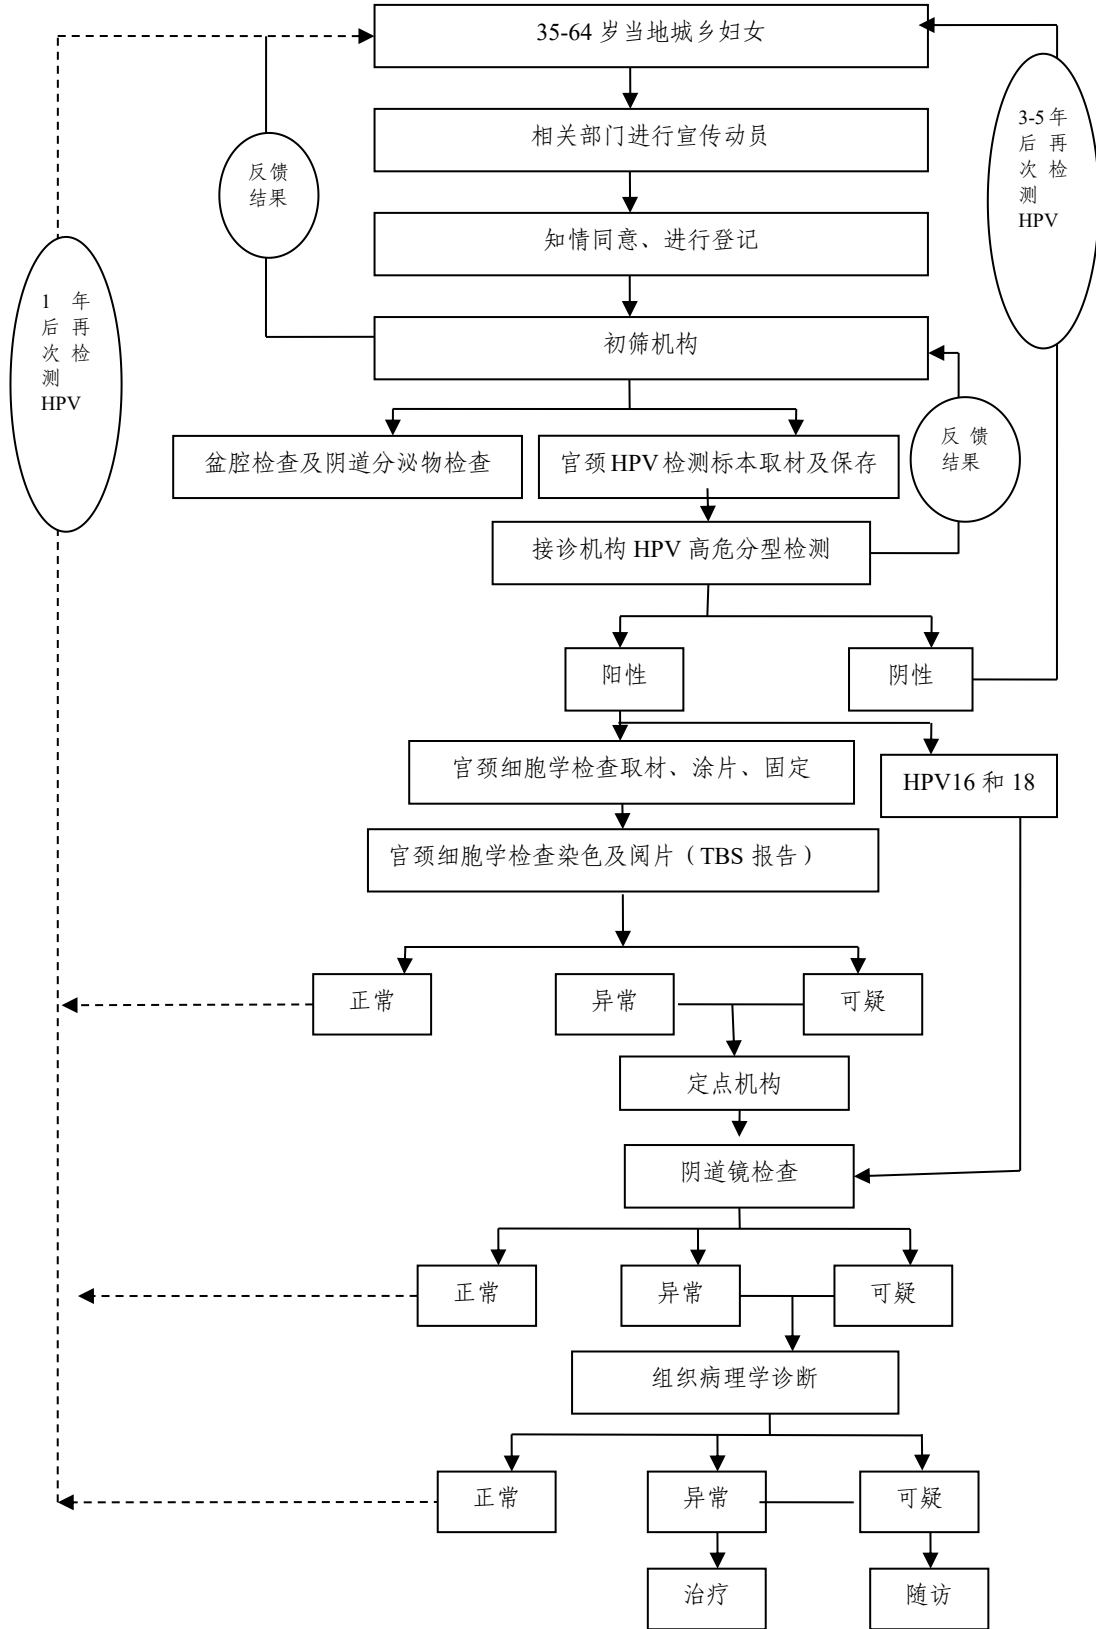 35-64 岁当地城乡妇女
相关部门进行宣传动员
3-5 年
后 再
次 检
测
HPV
反馈
结果
知情同意、进行登记
1 年
后 再
次 检
测
HPV
初筛机构
盆腔检查及阴道分泌物检查
宫颈 HPV 检测标本取材及保存
反 馈
结果
接诊机构 HPV 高危分型检测
阳性
阴性
宫颈细胞学检查取材、涂片、固定
HPV16 和 18
宫颈细胞学检查染色及阅片（TBS 报告）
正常
异常
可疑
定点机构
阴道镜检查
正常
异常
可疑
组织病理学诊断
正常
异常
可疑
治疗
随访